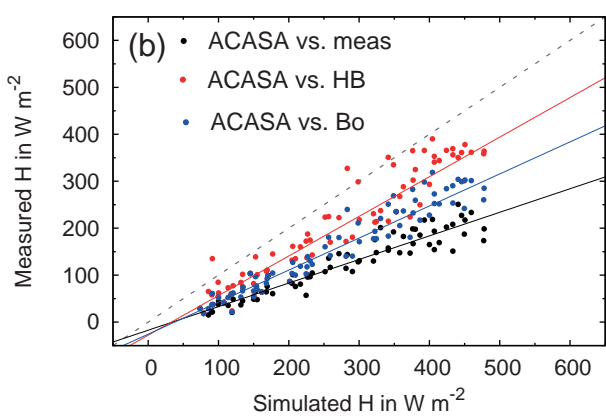 (b)
ACASA vs. meas
ACASA vs. HB
ACASA vs. Bo
Measured H in W m-2
600
500
400
300
200
100
0
0 100 200 300 400 500 600
Simulated H in W m-2